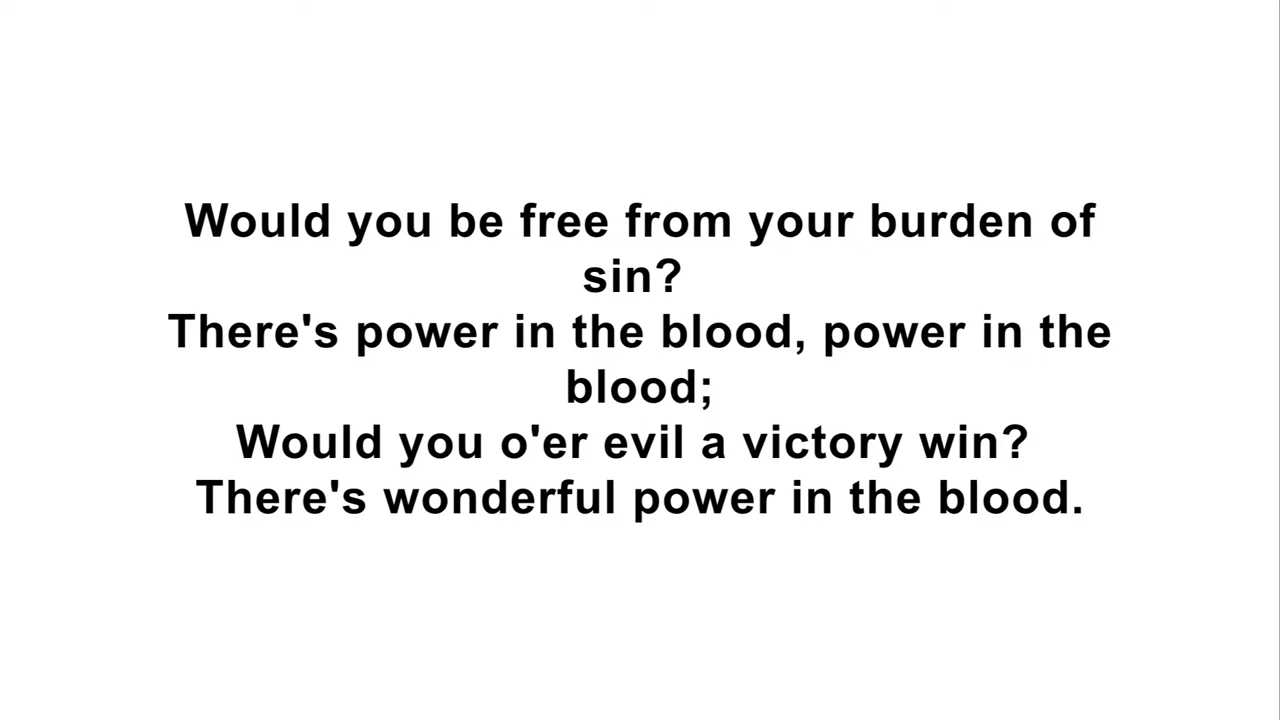 Would you be free from your burden of
sin?
There's power in the blood, power in the
blood;
Would you o'er evil a victory win?
There's wonderful power in the blood.